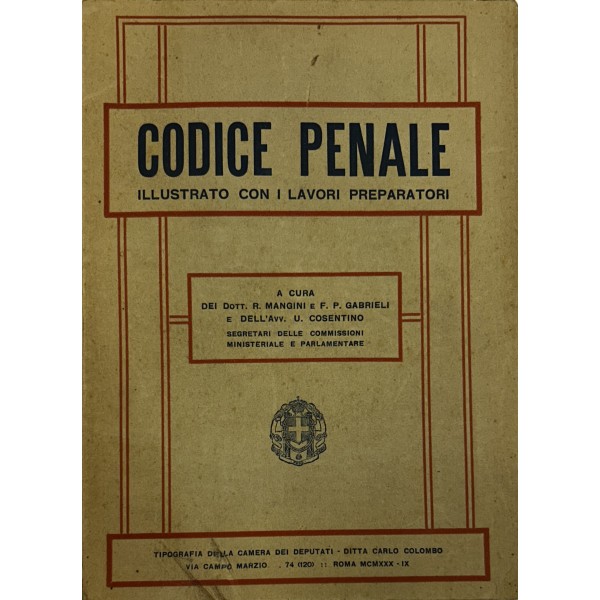 CODICE PENALE
ILLUSTRATO CON I LAVORI PREPARATORI
A CURA
DEI DOTT. R. MANGINI E F. P. GABRIELI
E DELL'AVV. U. COSENTINO
SEGRETARI DELLE COMMISSIONI
MINISTERIALE E PARLAMENTARE
TIPOGRAFIA DELLA CAMERA DEI DEPUTATI - DITTA CARLO COLOMBO
VIA CAMPO MARZIO . 74 (120) :: ROMA MCMXXX - IX